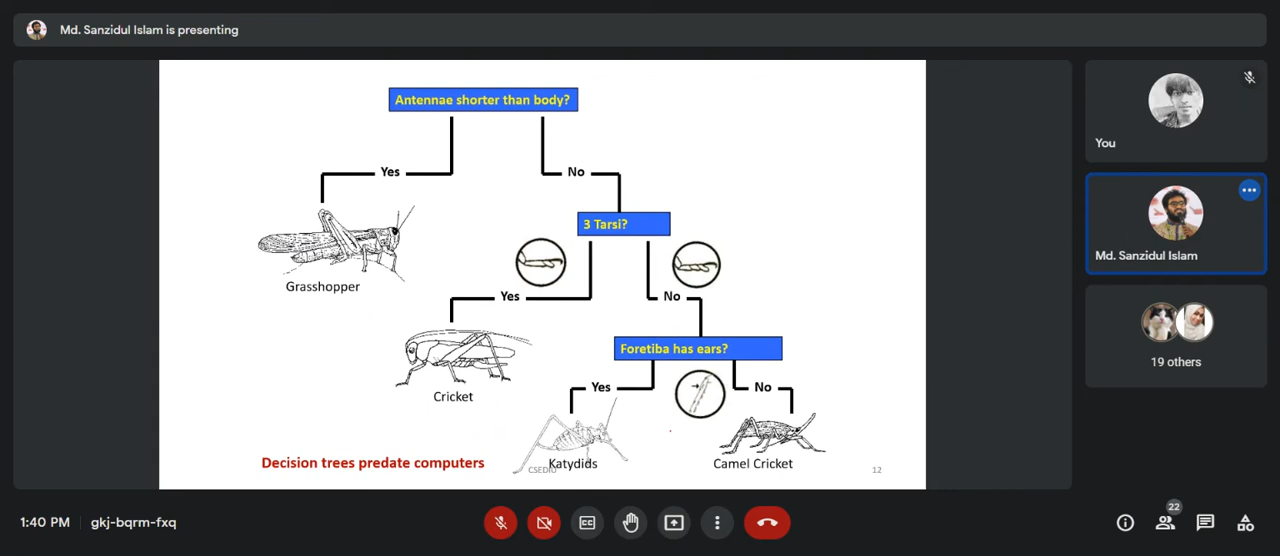 Md. Sanzidul Islam is presenting
Antennae shorter than body?
Yes
No
3 Tarsi?
Grasshopper
Yes
No
Foretiba has ears?
Cricket
Yes
No
Decision trees predate computers
CSEDIU
Katydids
Camel Cricket
12
You
Md. Sanzidul Islam
19 others
1:40 PM | gkj-bqrm-fxq
CC
22